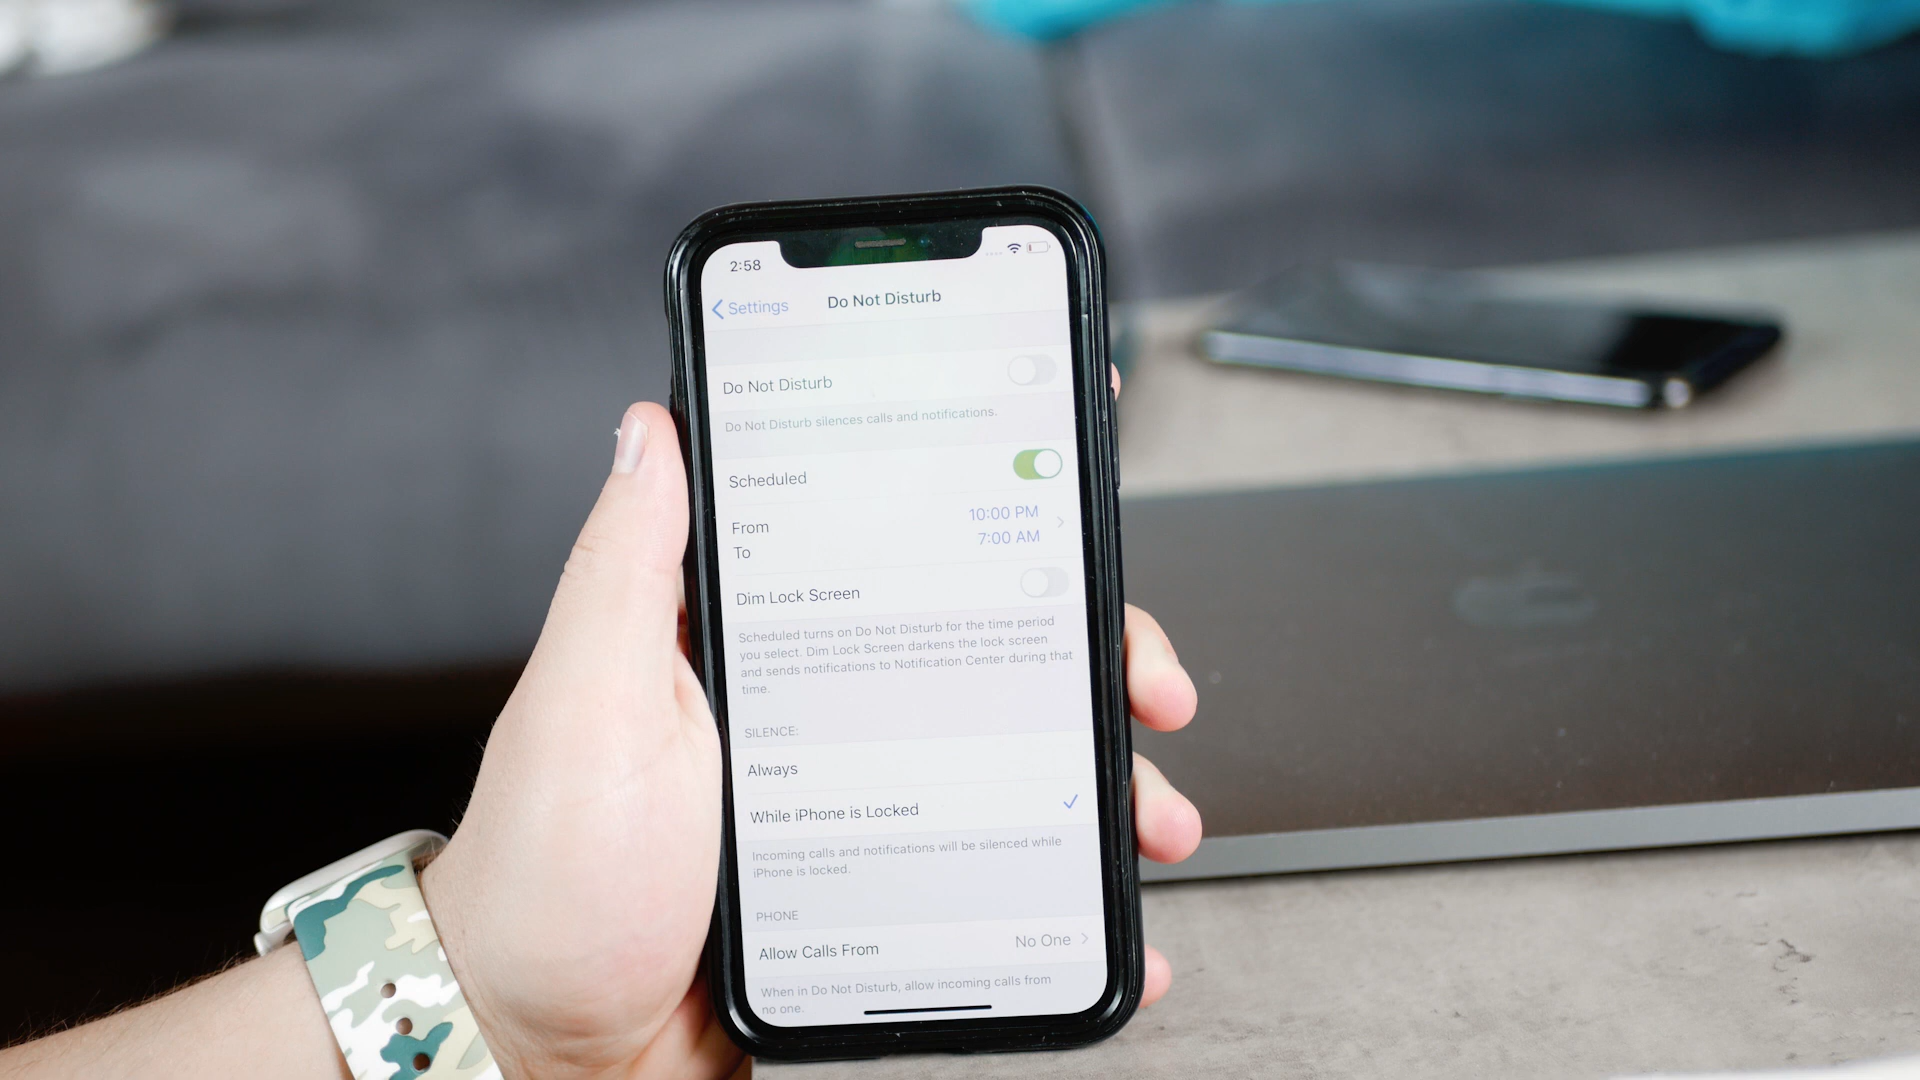 2:58
Settings
Do Not Disturb
Do Not Disturb
Do Not Disturb silences calls and notifications.
Scheduled
From
10:00 PM
To
7:00 AM
Dim Lock Screen
Scheduled turns on Do Not Disturb for the time period
you select. Dim Lock Screen darkens the lock screen
and sends notifications to Notification Center during that
time.
SILENCE:
Always
While iPhone is Locked
Incoming calls and notifications will be silenced while
iPhone is locked.
PHONE
Allow Calls From
No One
When in Do Not Disturb, allow incoming calls from
no one.